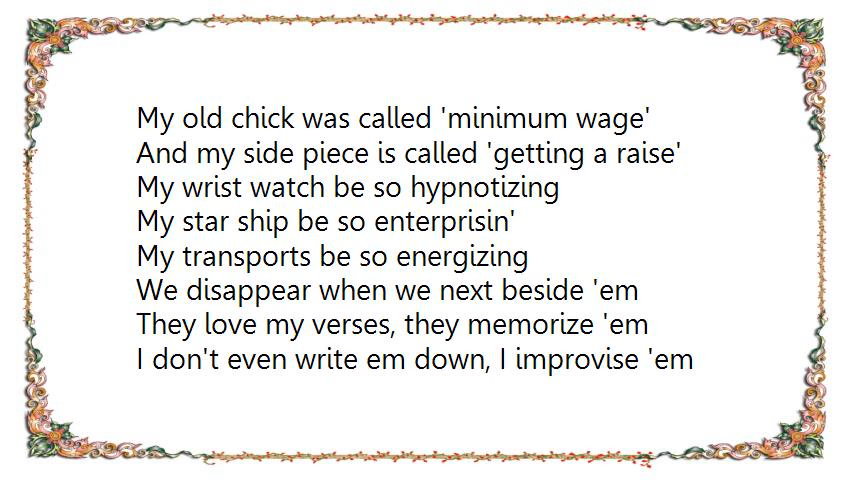 My old chick was called 'minimum wage'
And my side piece is called 'getting a raise'
My wrist watch be so hypnotizing
My star ship be so enterprisin'
My transports be so energizing
We disappear when we next beside 'em
They love my verses, they memorize 'em
I don't even write em down, I improvise 'em